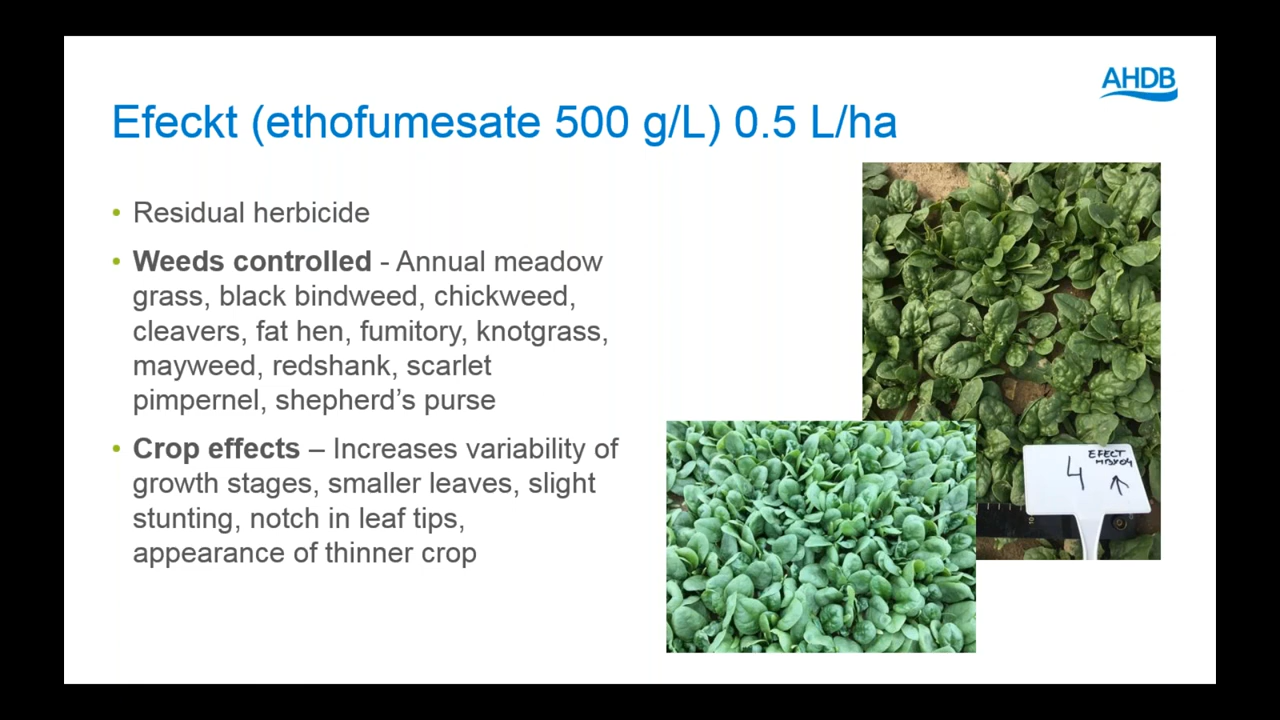 AHDB
Efeckt (ethofumesate 500 g/L) 0.5 L/ha
• Residual herbicide
• Weeds controlled - Annual meadow
grass, black bindweed, chickweed,
cleavers, fat hen, fumitory, knotgrass,
mayweed, redshank, scarlet
pimpernel, shepherd's purse
• Crop effects – Increases variability of
growth stages, smaller leaves, slight
stunting, notch in leaf tips,
appearance of thinner crop
4
EFECT